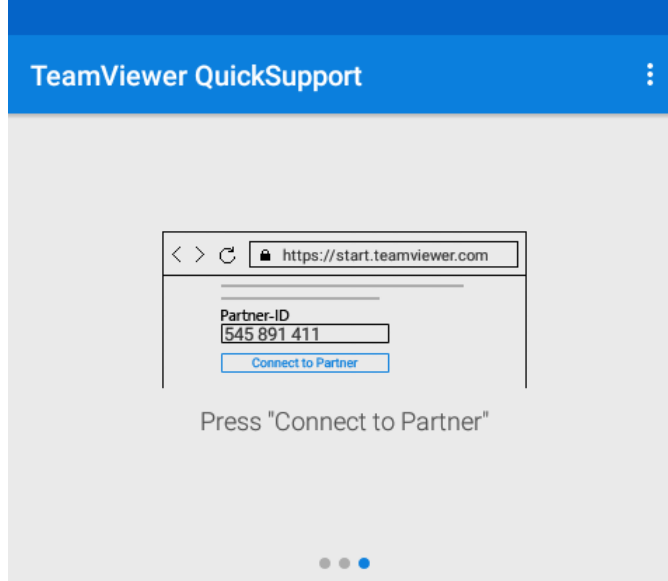 TeamViewer QuickSupport
https://start.teamviewer.com
Partner-ID
545 891 411
Connect to Partner
Press "Connect to Partner"